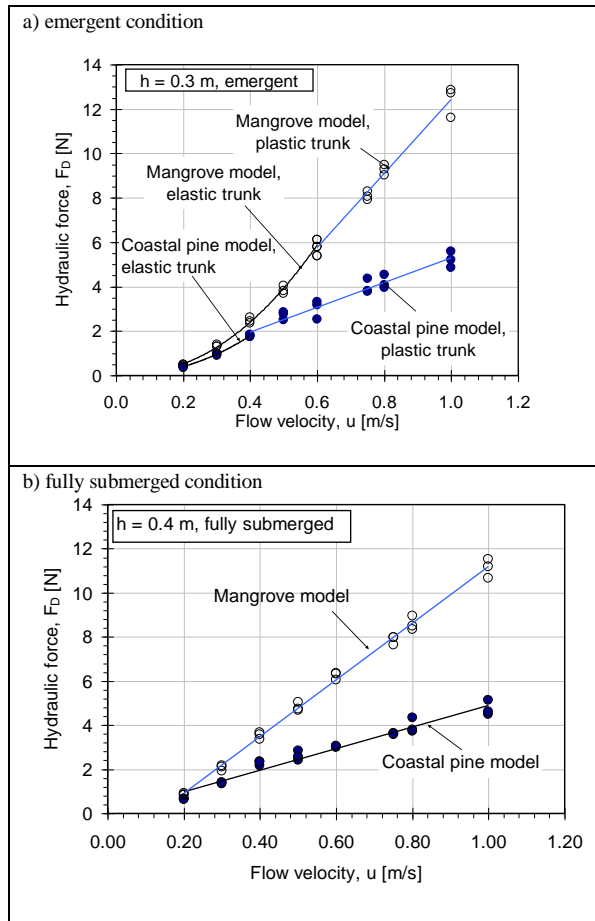 a) emergent condition
h = 0.3 m, emergent
14
12
10
8
6
4
2
0
Hydraulic force, F_D [N]
Mangrove model,
plastic trunk
Mangrove model,
elastic trunk
Coastal pine model,
elastic trunk
Coastal pine model,
plastic trunk
0.0 0.2 0.4 0.6 0.8 1.0 1.2
Flow velocity, u [m/s]
b) fully submerged condition
h = 0.4 m, fully submerged
14
12
10
8
6
4
2
0
Hydraulic force, F_D [N]
Mangrove model
Coastal pine model
0.00 0.20 0.40 0.60 0.80 1.00 1.20
Flow velocity, u [m/s]